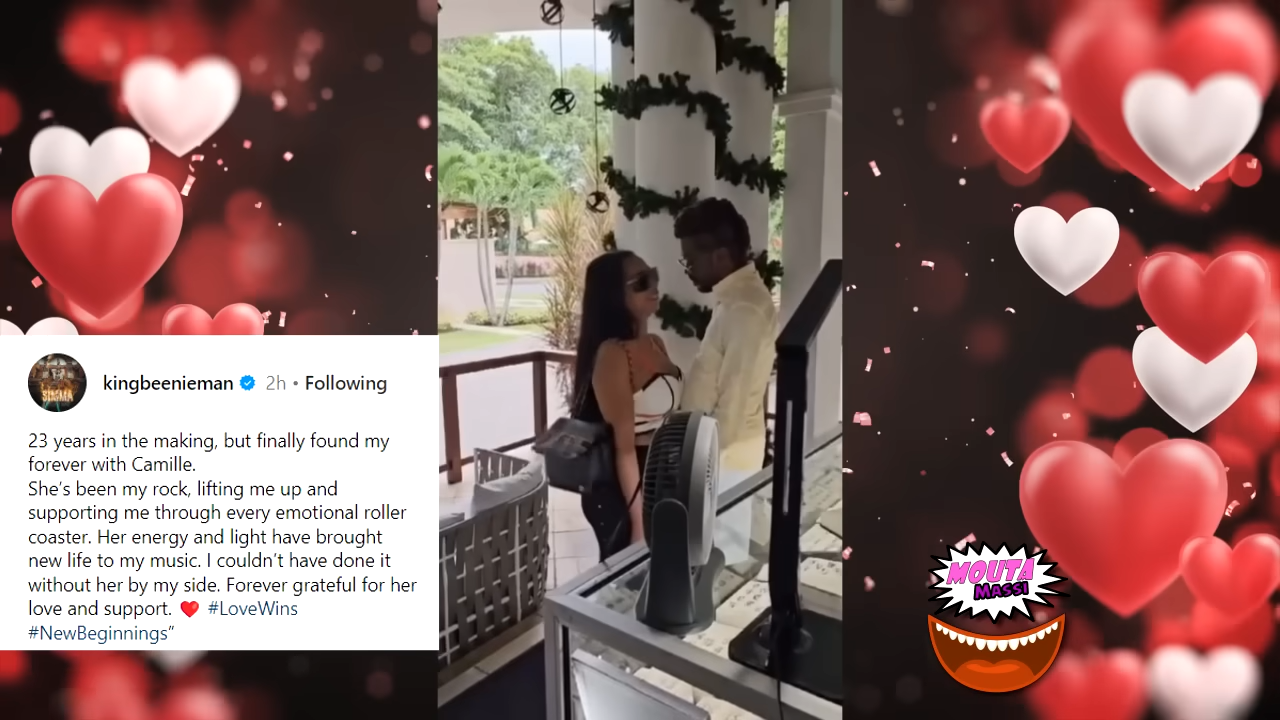 kingbeenieman 2h • Following
23 years in the making, but finally found my
forever with Camille.
She's been my rock, lifting me up and
supporting me through every emotional roller
coaster. Her energy and light have brought
new life to my music. I couldn't have done it
without her by my side. Forever grateful for her
love and support. ❤️ #LoveWins
#NewBeginnings”
SIMMA
MOUTA
MASSI